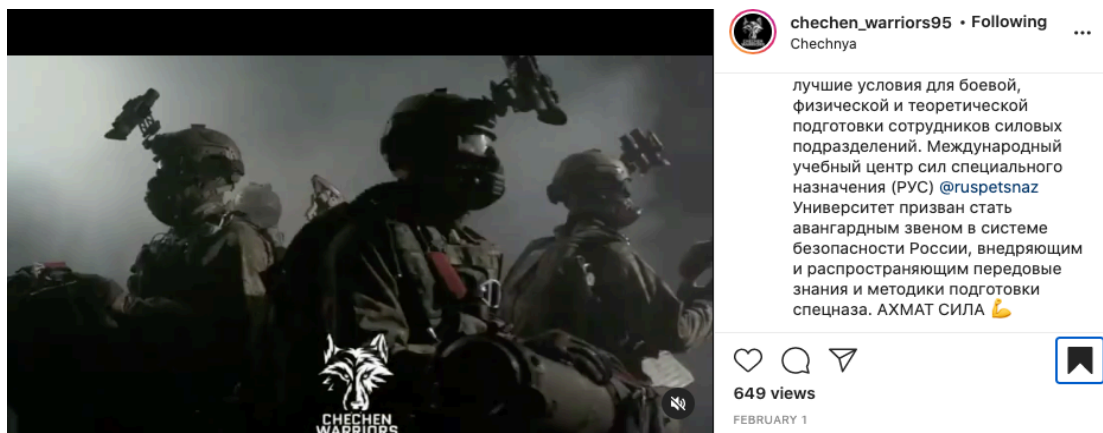 chechen_warriors95 • Following
Chechnya
лучшие условия для боевой,
физической и теоретической
подготовки сотрудников силовых
подразделений. Международный
учебный центр сил специального
назначения (РУС) @ruspetsnaz
Университет призван стать
авангардным звеном в системе
безопасности России, внедряющим
и распространяющим передовые
знания и методики подготовки
спецназа. АХМАТ СИЛА 💪
649 views
FEBRUARY 1
CHECHEN
WARRIORS